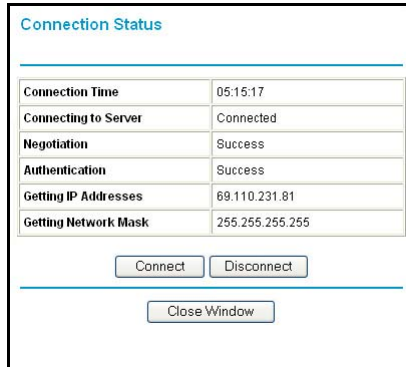 Connection Status
Connection Time 05:15:17
Connecting to Server Connected
Negotiation Success
Authentication Success
Getting IP Addresses 69.110.231.81
Getting Network Mask 255.255.255.255
Connect Disconnect
Close Window